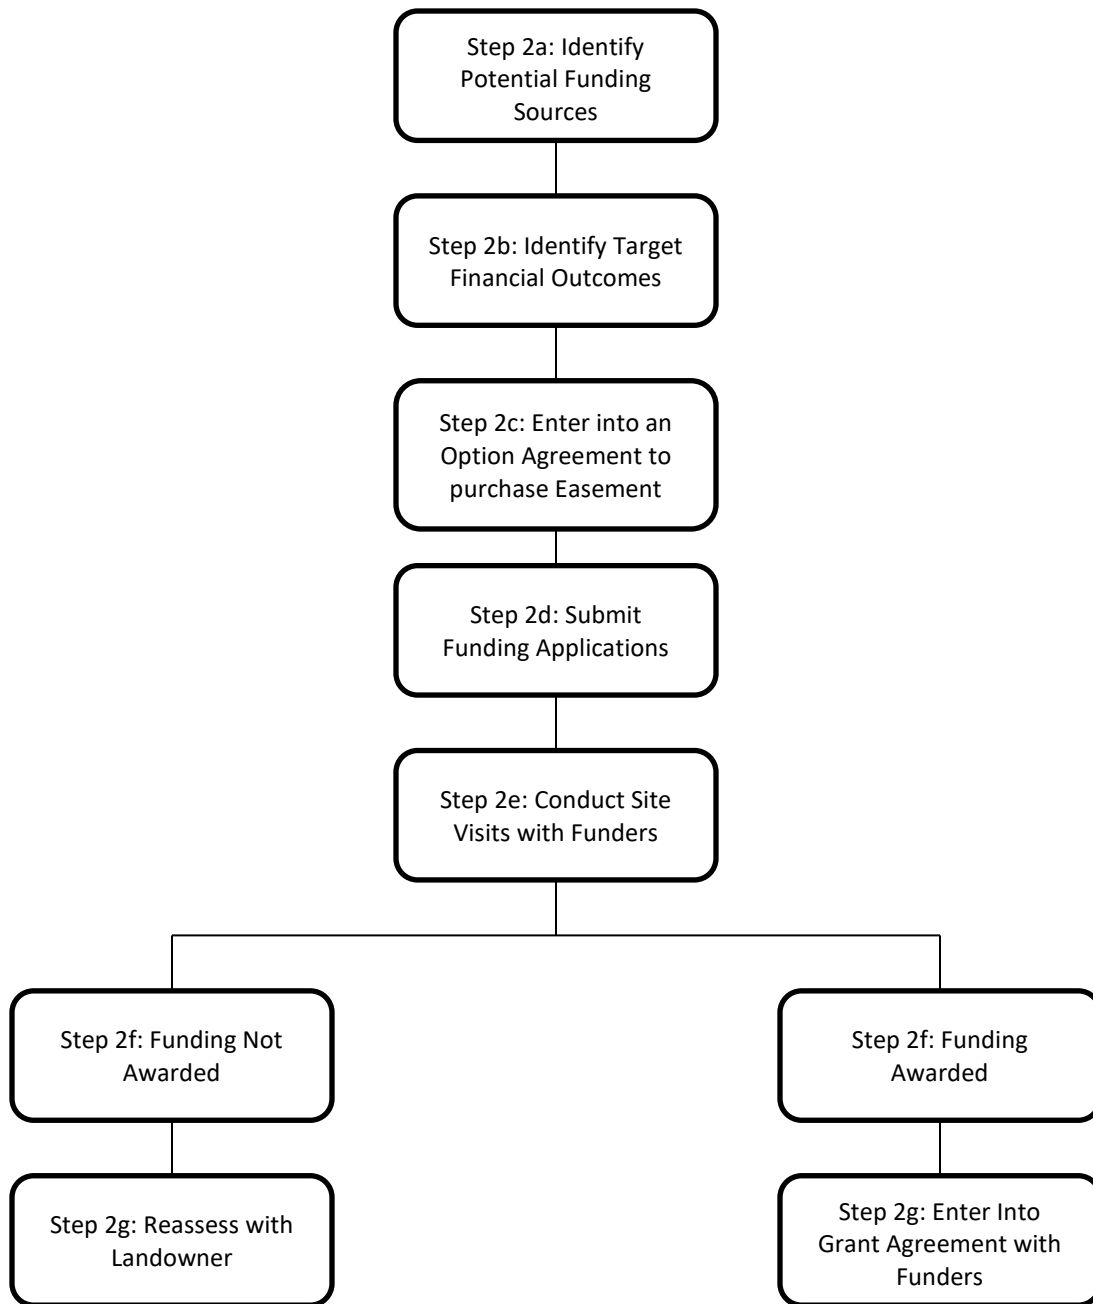 Step 2a: Identify
Potential Funding
Sources
Step 2b: Identify Target
Financial Outcomes
Step 2c: Enter into an
Option Agreement to
purchase Easement
Step 2d: Submit
Funding Applications
Step 2e: Conduct Site
Visits with Funders
Step 2f: Funding Not
Awarded
Step 2f: Funding
Awarded
Step 2g: Reassess with
Landowner
Step 2g: Enter Into
Grant Agreement with
Funders